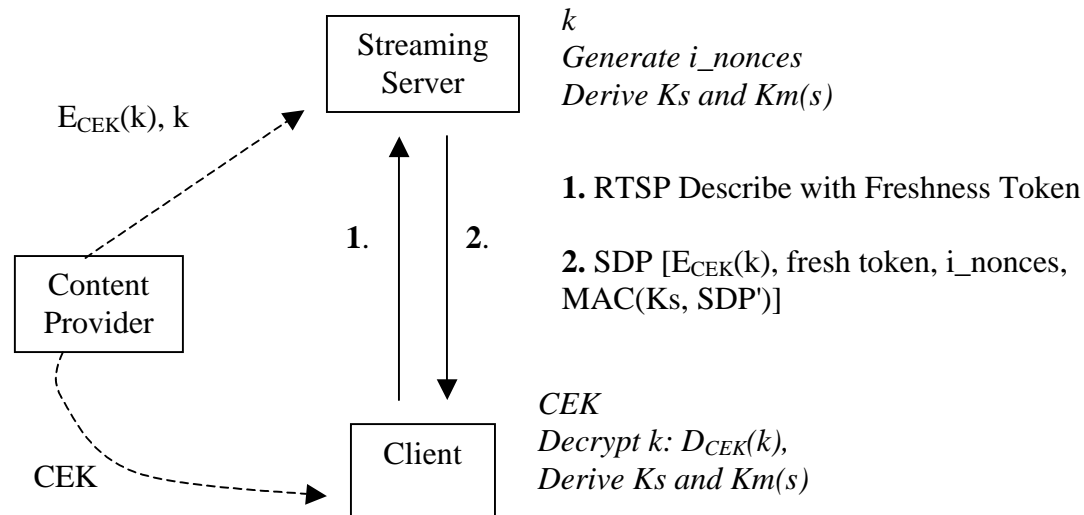 Streaming
Server
k
Generate i_nonces
Derive Ks and Km(s)
E_CEK(k), k
1.
2.
1. RTSP Describe with Freshness Token
2. SDP [E_CEK(k), fresh token, i_nonces,
MAC(Ks, SDP')]
Content
Provider
CEK
Client
CEK
Decrypt k: D_CEK(k),
Derive Ks and Km(s)